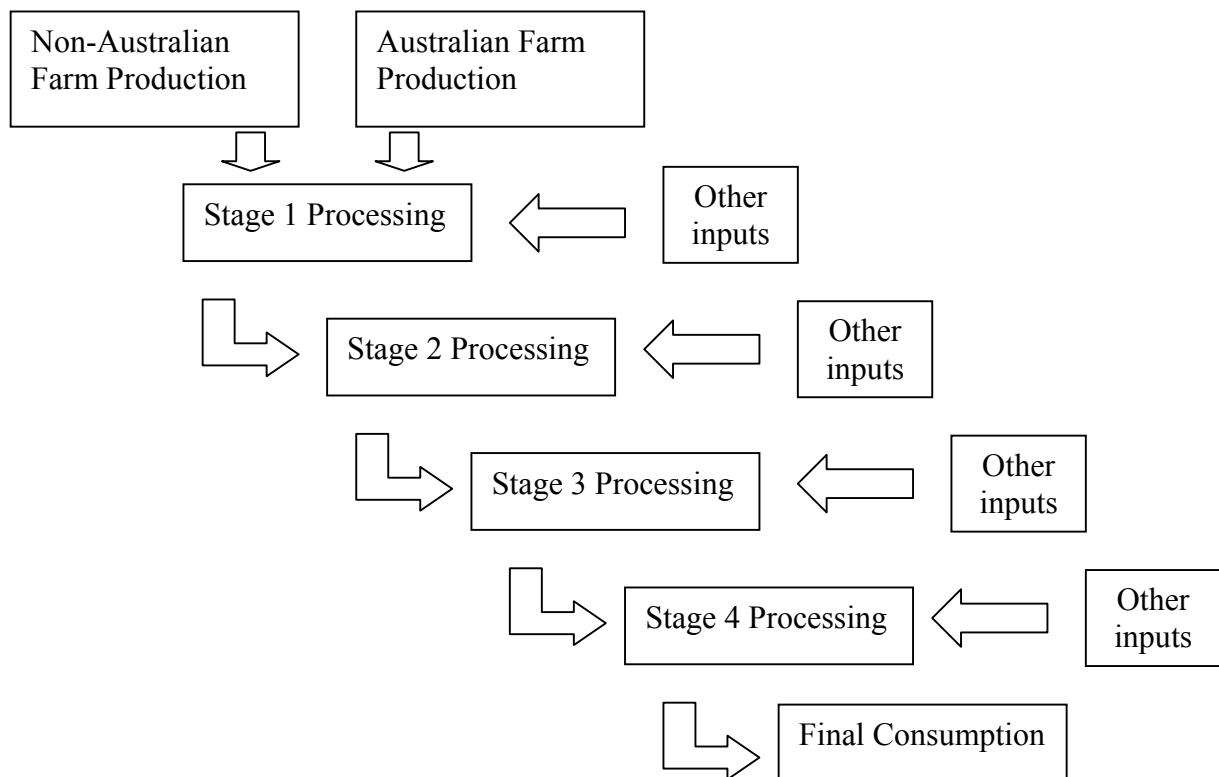 Non-Australian
Farm Production
Australian Farm
Production
Stage 1 Processing
Other
inputs
Stage 2 Processing
Other
inputs
Stage 3 Processing
Other
inputs
Stage 4 Processing
Other
inputs
Final Consumption